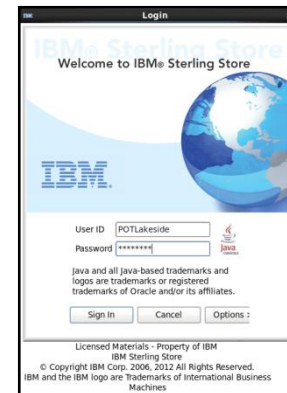 Login
Welcome to IBM® Sterling Store
IBM®
User ID POTLakeside
Password ********
Java
Java and all Java-based trademarks and
logos are trademarks or registered
trademarks of Oracle and/or its affiliates.
Sign In Cancel Options :
Licensed Materials - Property of IBM
IBM Sterling Store
© Copyright IBM Corp. 2006, 2012 All Rights Reserved.
IBM and the IBM logo are Trademarks of International Business
Machines